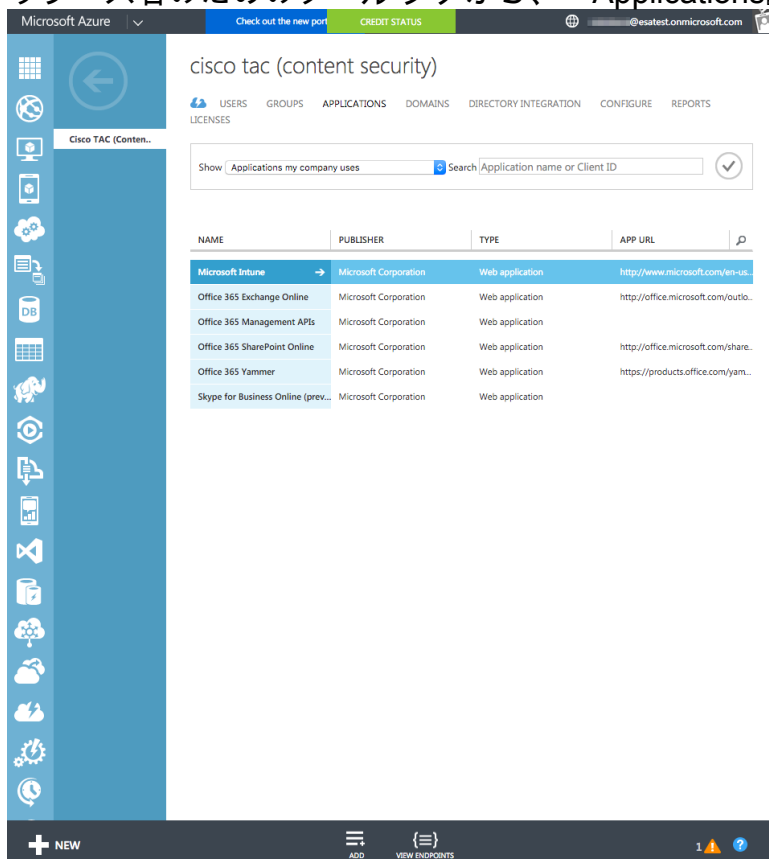 Microsoft Azure
Check out the new port
CREDIT STATUS
@esatest.onmicrosoft.com
Cisco TAC (Conten..
cisco tac (content security)
USERS GROUPS APPLICATIONS DOMAINS DIRECTORY INTEGRATION CONFIGURE REPORTS
LICENSES
Show Applications my company uses Search Application name or Client ID
NAME PUBLISHER TYPE APP URL
Microsoft Intune Microsoft Corporation Web application http://www.microsoft.com/en-us..
Office 365 Exchange Online Microsoft Corporation Web application http://office.microsoft.com/outlo..
Office 365 Management APIs Microsoft Corporation Web application
Office 365 SharePoint Online Microsoft Corporation Web application http://office.microsoft.com/share..
Office 365 Yammer Microsoft Corporation Web application https://products.office.com/yam...
Skype for Business Online (prev... Microsoft Corporation Web application
DB
NEW
ADD
VIEW ENDPOINTS
1
?